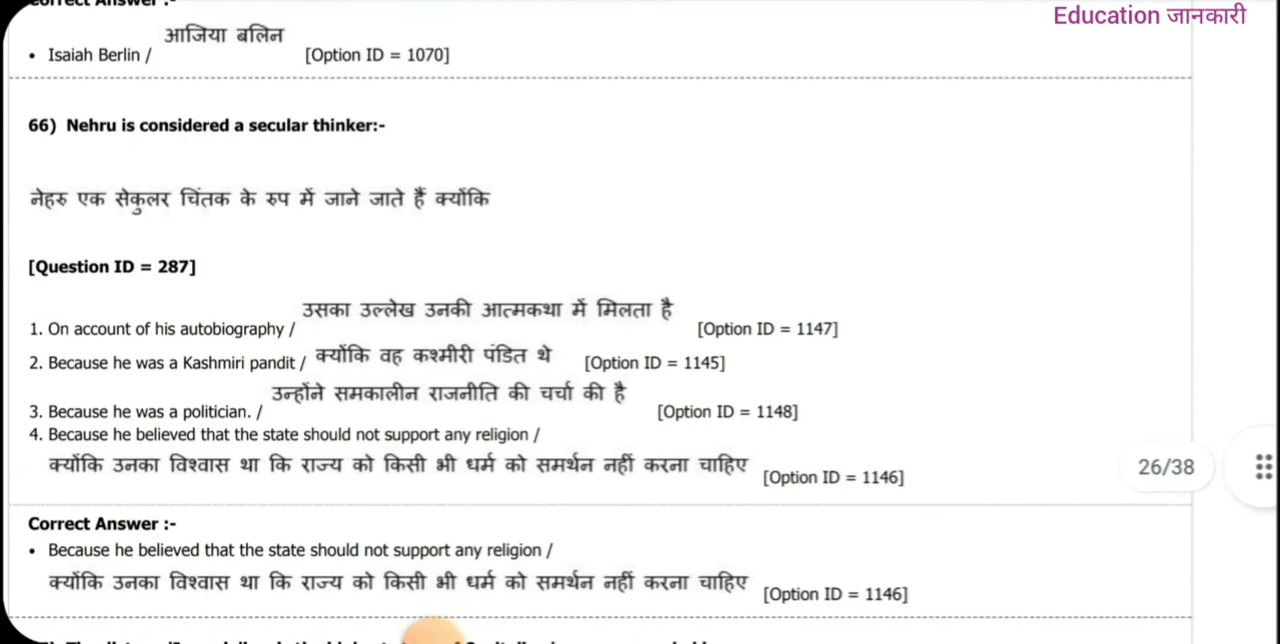 Education जानकारी
Correct Answer :-
• Isaiah Berlin / आजिया बलिन [Option ID = 1070]
66) Nehru is considered a secular thinker:-
नेहरु एक सेकुलर चिंतक के रुप में जाने जाते हैं क्योंकि
[Question ID = 287]
1. On account of his autobiography / उसका उल्लेख उनकी आत्मकथा में मिलता है [Option ID = 1147]
2. Because he was a Kashmiri pandit / क्योंकि वह कश्मीरी पंडित थे [Option ID = 1145]
3. Because he was a politician. / उन्होंने समकालीन राजनीति की चर्चा की है [Option ID = 1148]
4. Because he believed that the state should not support any religion /
क्योंकि उनका विश्वास था कि राज्य को किसी भी धर्म को समर्थन नहीं करना चाहिए [Option ID = 1146]
26/38
Correct Answer :-
• Because he believed that the state should not support any religion /
क्योंकि उनका विश्वास था कि राज्य को किसी भी धर्म को समर्थन नहीं करना चाहिए [Option ID = 1146]